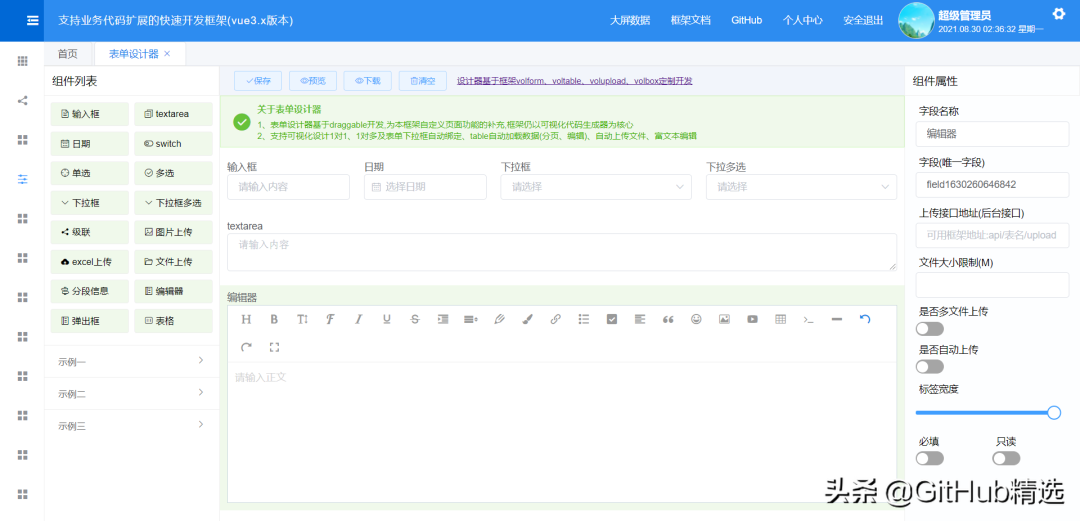 支持业务代码扩展的快速开发框架(vue3.x版本)
大屏数据 框架文档 GitHub 个人中心 安全退出
超级管理员
2021.08.30 02:36:32 星期一
首页 表单设计器 ×
组件列表
输入框 textarea
日期 switch
单选 多选
下拉框 下拉框多选
级联 图片上传
excel上传 文件上传
分段信息 编辑器
弹出框 表格
示例一
示例二
示例三
保存 预览 下载 清空 设计器基于框架volform、voltable、volupload、volbox定制开发
关于表单设计器
1、表单设计器基于draggable开发,为本框架自定义页面功能的补充,框架仍以可视化代码生成器为核心
2、支持可视化设计1对1、1对多及表单下拉框自动绑定、table自动加载数据(分页、编辑)、自动上传文件、富文本编辑
输入框 日期 下拉框 下拉多选
请输入内容 选择日期 请选择 请选择
textarea
请输入内容
编辑器
请输入正文
组件属性
字段名称
编辑器
字段(唯一字段)
field1630260646842
上传接口地址(后台接口)
可用框架地址:api/表名/upload
文件大小限制(M)
是否多文件上传
是否自动上传
标签宽度
必填 只读
头条 @GitHub精选